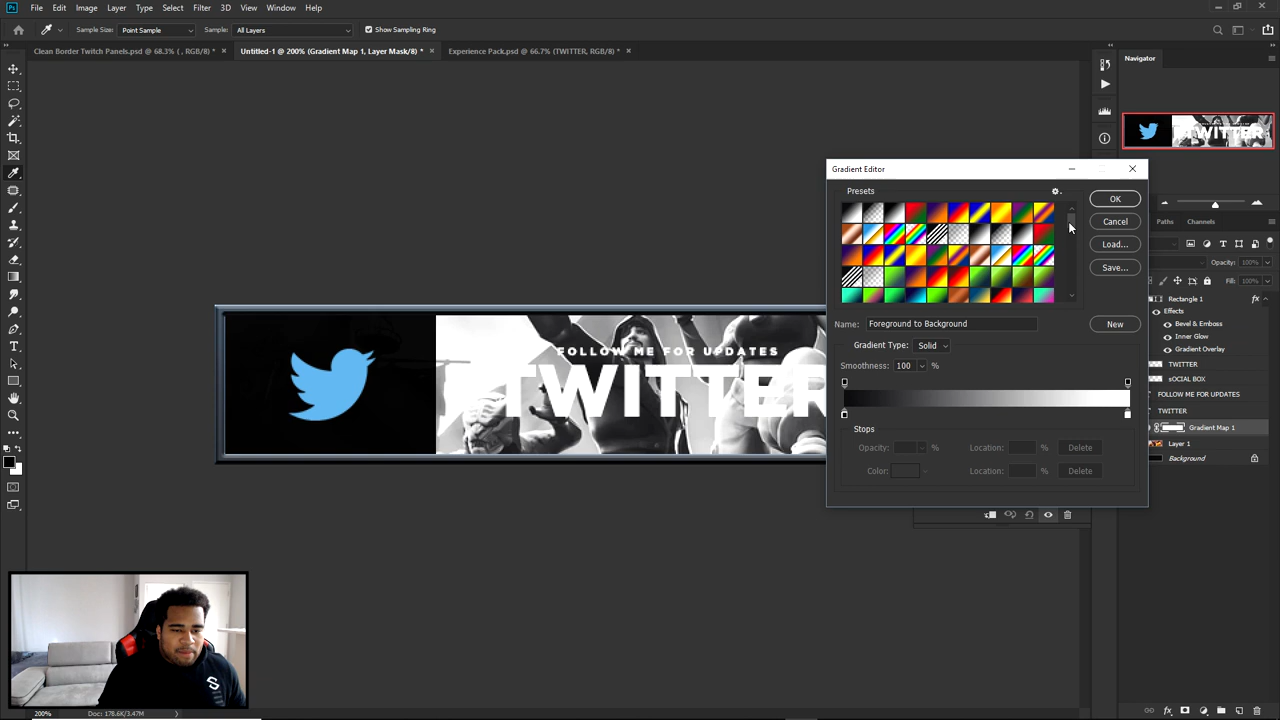 Ps File Edit Image Layer Type Select Filter 3D View Window Help
Sample Size: Point Sample Sample: All Layers Show Sampling Ring
Clean Border Twitch Panels.psd @ 68.3% ( , RGB/8) * Untitled-1 @ 200% (Gradient Map 1, Layer Mask/8) * Experience Pack.psd @ 66.7% (TWITTER, RGB/8) *
Navigator
TWITTER
Gradient Editor
Presets
OK
Cancel
Load...
Save...
Name: Foreground to Background
New
Gradient Type: Solid
Smoothness: 100 %
Stops
Opacity: % Location: % Delete
Color: Location: % Delete
FOLLOW ME FOR UPDATES
TWITTER
Paths Channels
Opacity: 100%
Fill: 100%
Rectangle 1 fx
Effects
Bevel & Emboss
Inner Glow
Gradient Overlay
TWITTER
sOCIAL BOX
FOLLOW ME FOR UPDATES
TWITTER
Gradient Map 1
Layer 1
Background
200% Doc: 178.6K/3.47M
fx